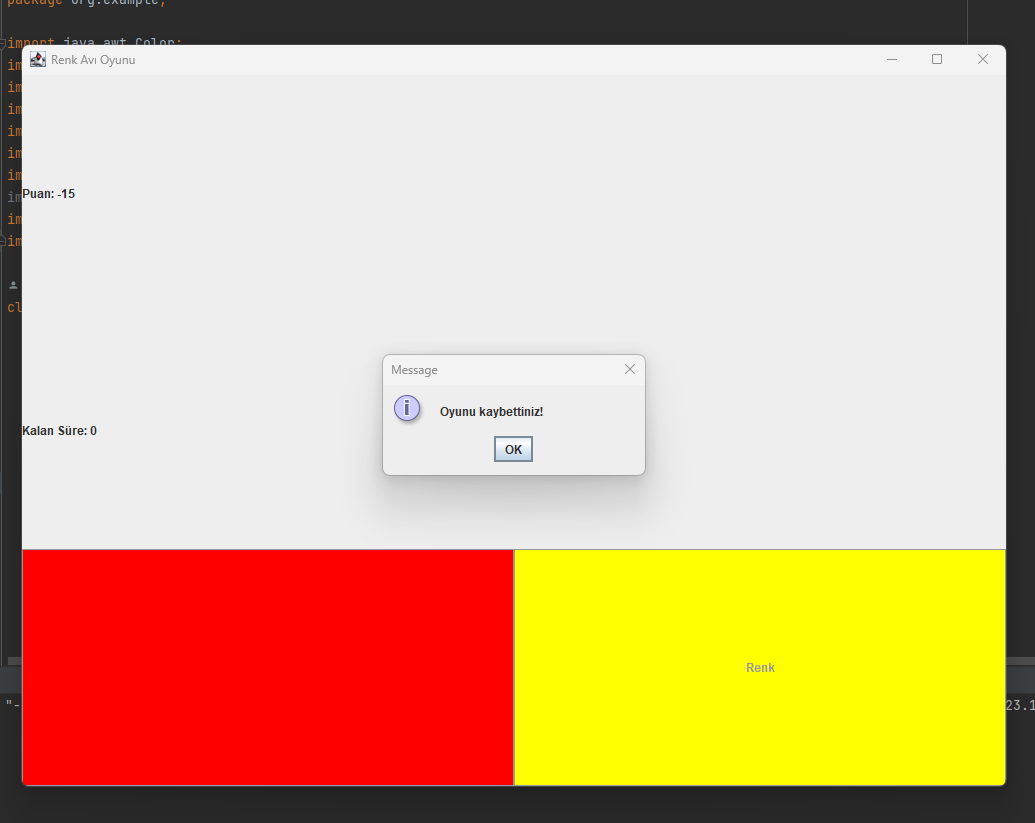 package org.example;
import java.awt.Color;
im
im
im
im
im
im
im
im
im
cl
Renk Avı Oyunu
Puan: -15
Kalan Süre: 0
Message
Oyunu kaybettiniz!
OK
Renk
"-
23.1